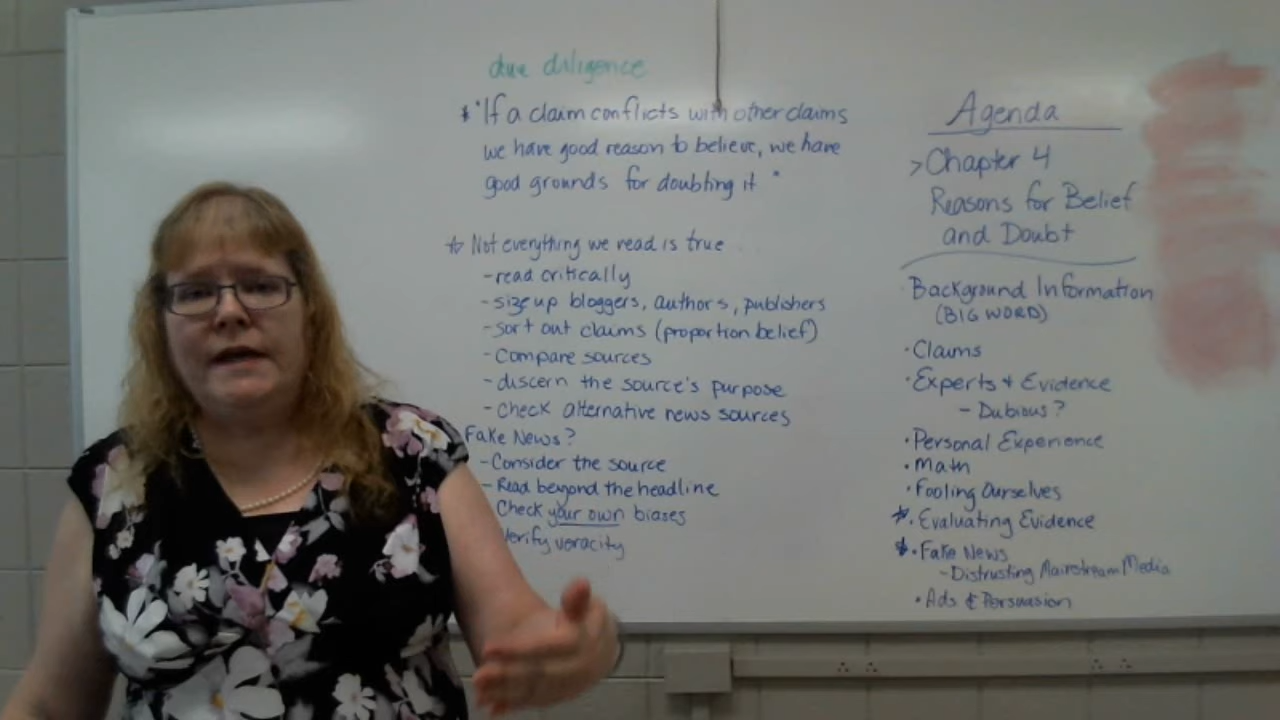 due diligence
* "If a claim conflicts with other claims
we have good reason to believe, we have
good grounds for doubting it "
* Not everything we read is true
- read critically
- size up bloggers, authors, publishers
- sort out claims (proportion belief)
- Compare sources
- discern the source's purpose
- check alternative news sources
Fake News?
- Consider the source
- Read beyond the headline
Check your own biases
Verify veracity
Agenda
> Chapter 4
Reasons for Belief
and Doubt
Background Information
(BIG WORD)
· Claims
· Experts & Evidence
- Dubious?
· Personal Experience
· Math
· Fooling Ourselves
* · Evaluating Evidence
* · Fake News
- Distrusting Mainstream Media
· Ads & Persuasion